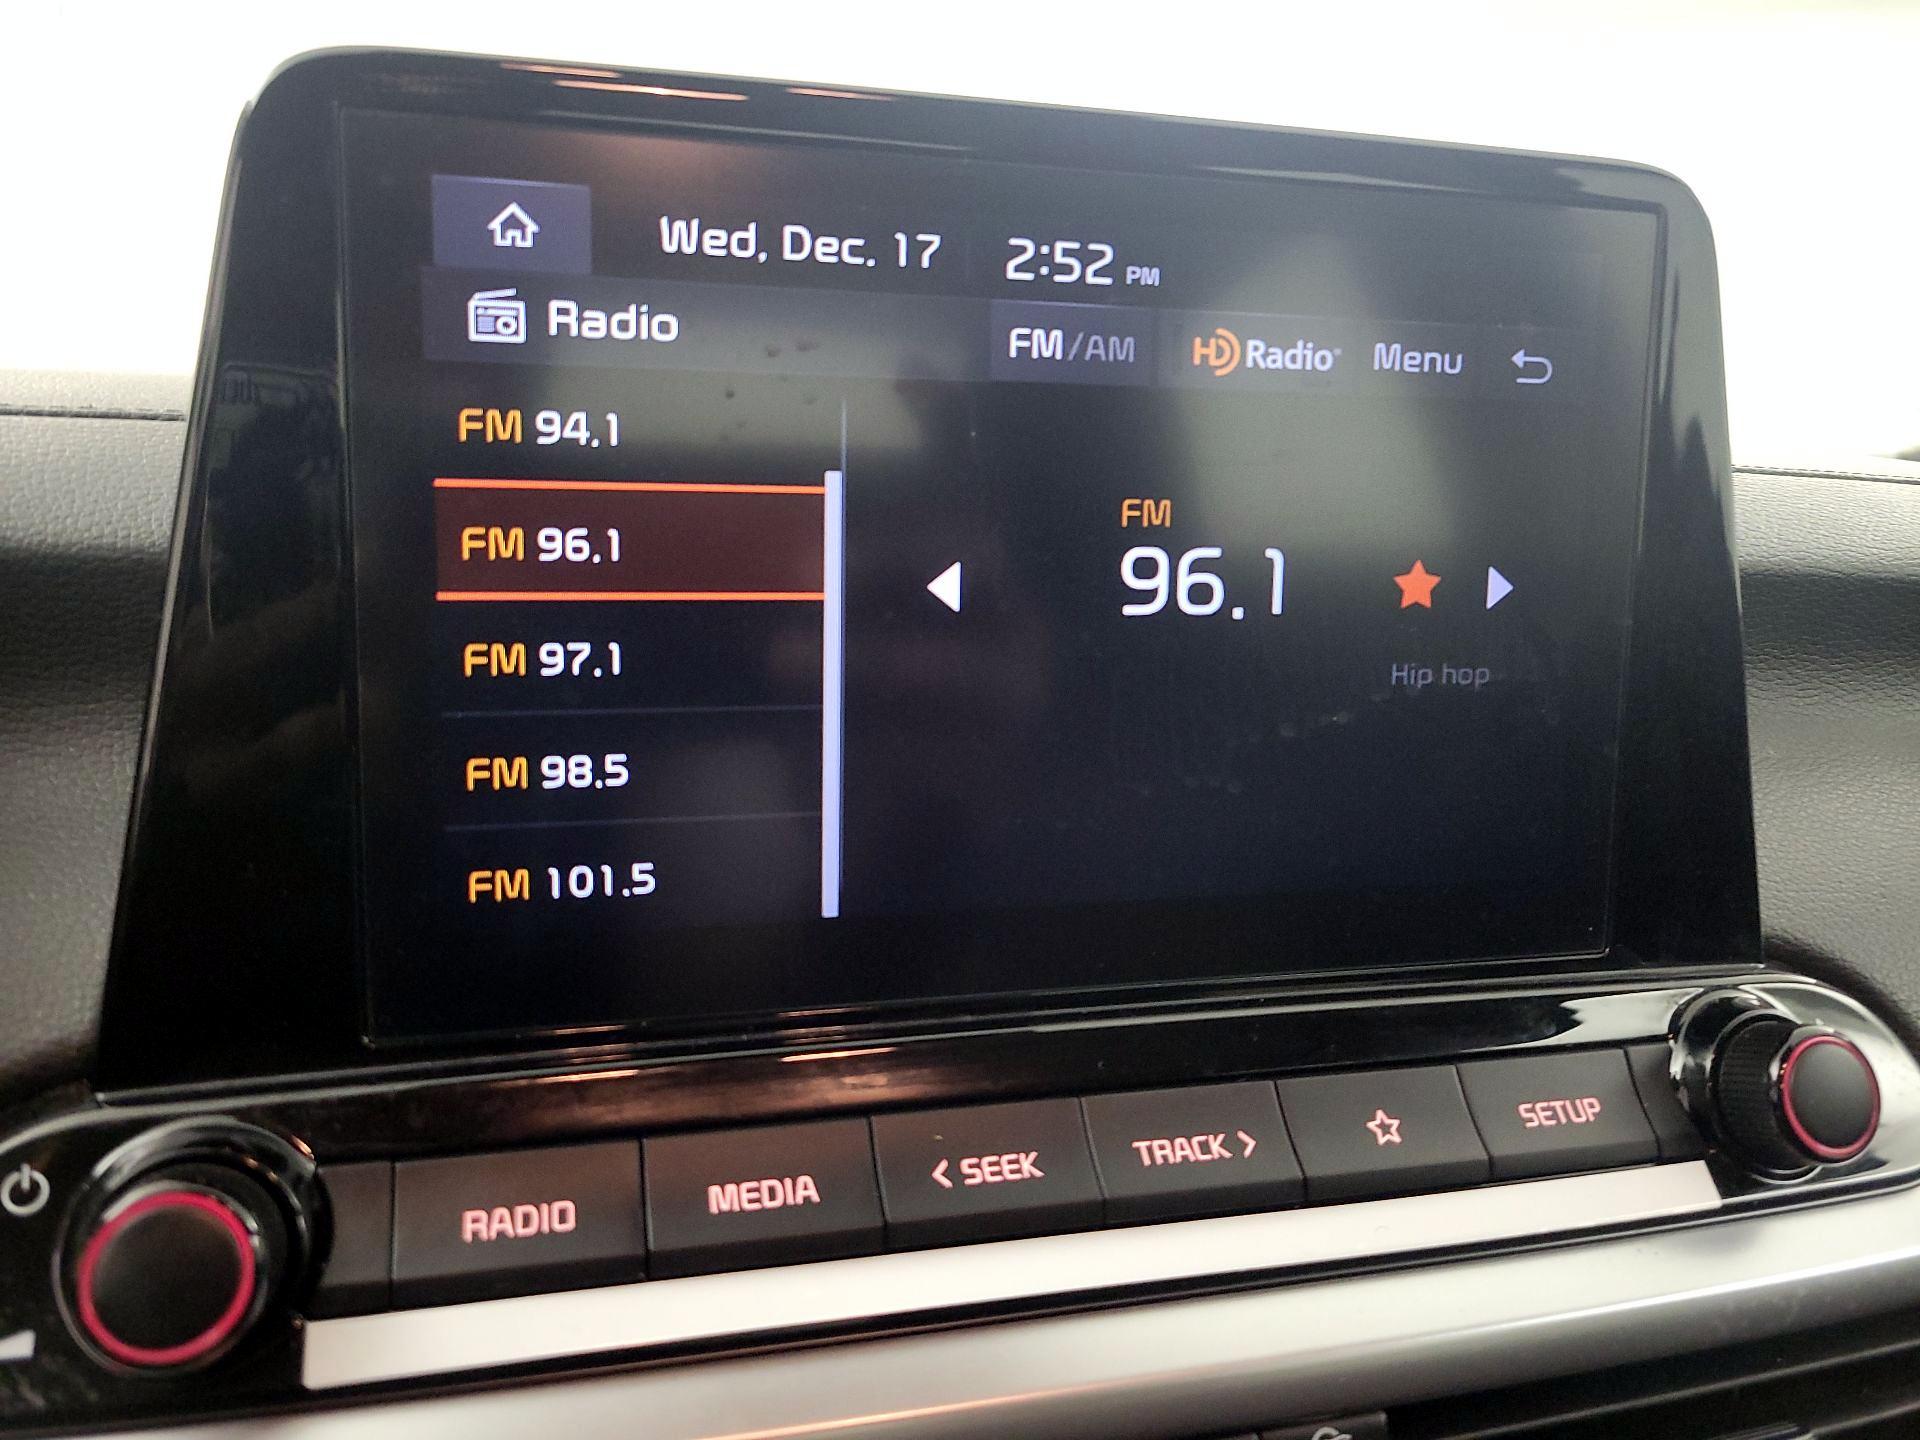 Wed, Dec. 17 2:52 PM
Radio FM/AM HD Radio Menu
FM 94.1
FM 96.1
FM 97.1
FM 98.5
FM 101.5
FM
96.1
Hip hop
RADIO MEDIA < SEEK TRACK > SETUP